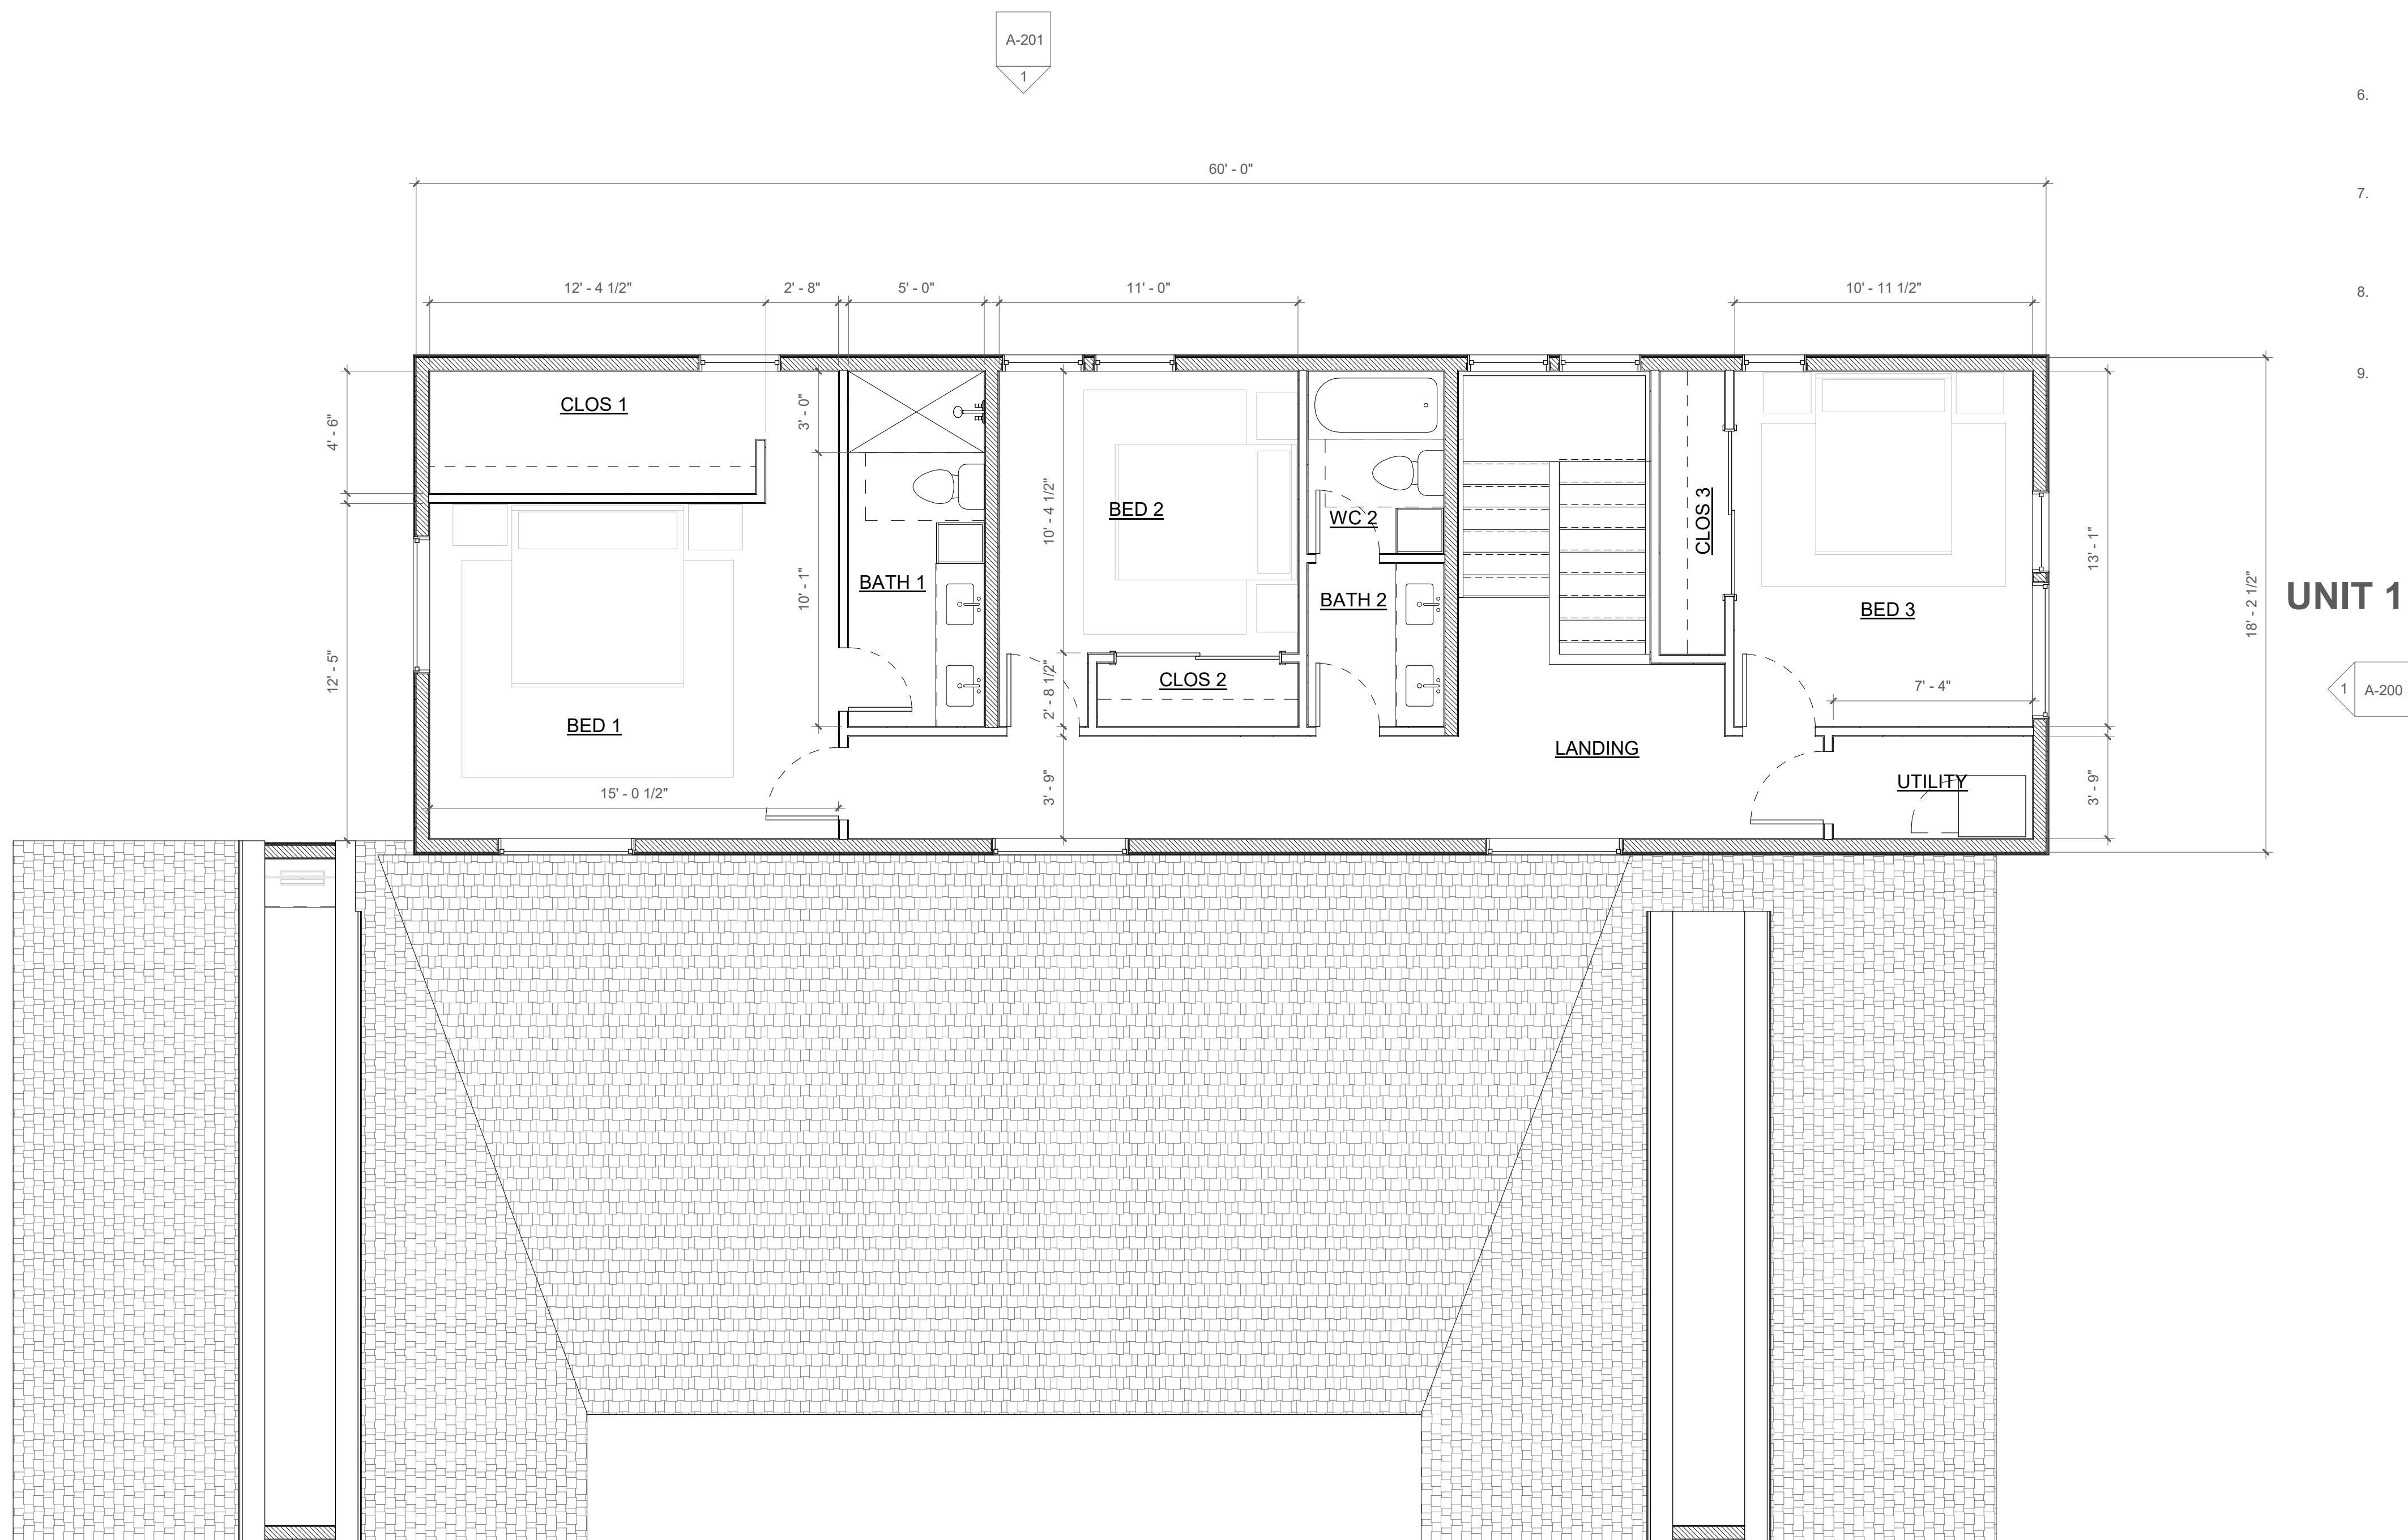 A-201
1
6.
60' - 0"
7.
12' - 4 1/2"
2' - 8"
5' - 0"
11' - 0"
10' - 11 1/2"
8.
9.
CLOS 1
4' - 6"
3' - 0"
BED 2
10' - 4 1/2"
WC 2
CLOS 3
13' - 1"
BATH 1
10' - 1"
BATH 2
BED 3
18' - 2 1/2"
UNIT 1
12' - 5"
CLOS 2
2' - 8 1/2"
7' - 4"
1
A-200
BED 1
LANDING
15' - 0 1/2"
3' - 9"
UTILITY
3' - 9"